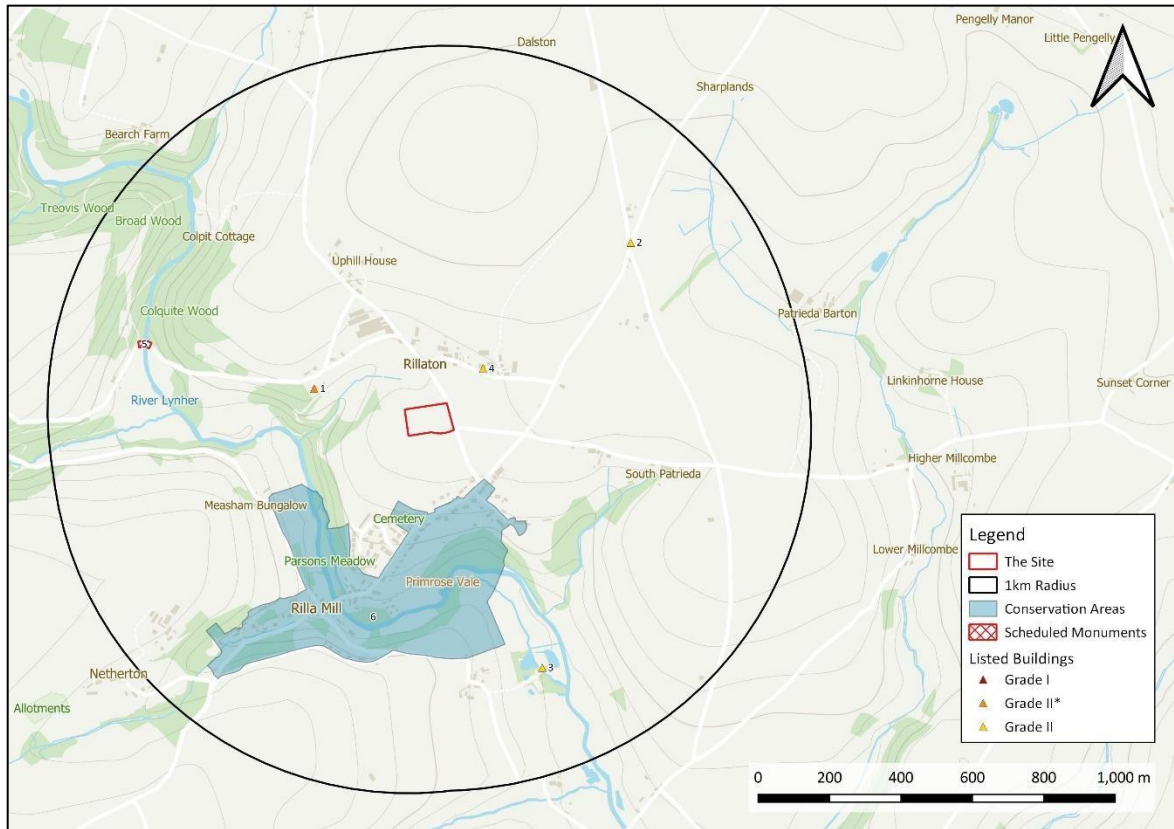 Pengelly Manor
Little Pengelly
Dalston
Sharplands
Bearch Farm
Treovis Wood
Broad Wood
Colpit Cottage
2
Uphill House
Colquite Wood
Patrieda Barton
5
Rillaton
4
1
Linkinhorne House
Sunset Corner
River Lynher
Higher Millcombe
South Patrieda
Measham Bungalow
Cemetery
Lower Millcombe
Parsons Meadow
Primrose Vale
Rilla Mill
6
3
Netherton
Allotments
Legend
The Site
1km Radius
Conservation Areas
Scheduled Monuments
Listed Buildings
Grade I
Grade II*
Grade II
0 200 400 600 800 1,000 m